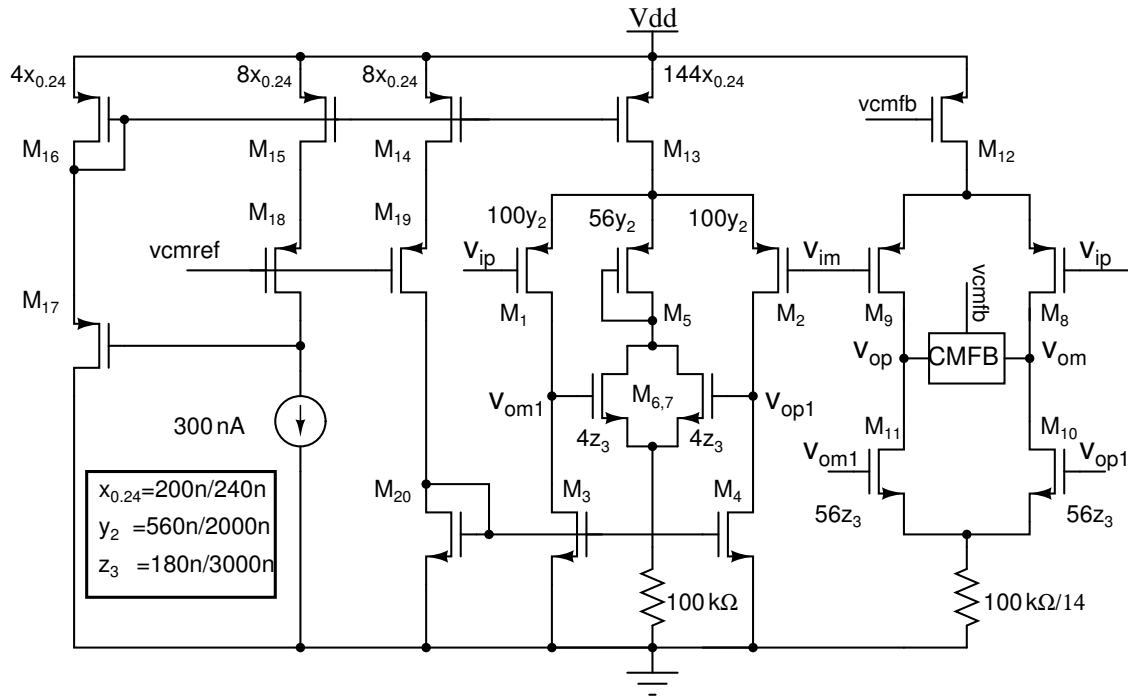 Vdd
4x0.24
8x0.24
8x0.24
144x0.24
vcmfb
M16
M15
M14
M13
M12
M18
M19
100y2
56y2
100y2
vcmref
vip
vim
vip
M17
M1
M5
M2
M9
vcmfb
M8
vop
CMFB
vom
vom1
M6,7
vop1
300 nA
4z3
4z3
M11
M10
vom1
vop1
M20
M3
M4
56z3
56z3
x0.24=200n/240n
y2 =560n/2000n
z3 =180n/3000n
100 kΩ
100 kΩ/14